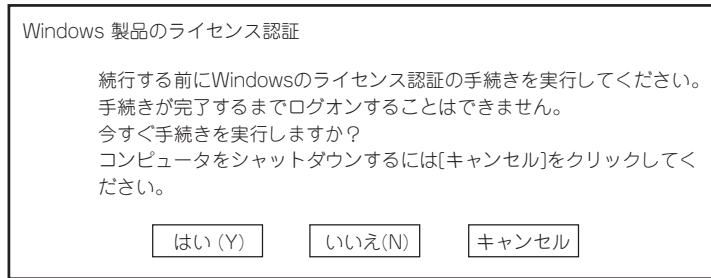 Windows 製品のライセンス認証
続行する前にWindowsのライセンス認証の手続きを実行してください。
手続きが完了するまでログオンすることはできません。
今すぐ手続きを実行しますか？
コンピュータをシャットダウンするには[キャンセル]をクリックしてく
ださい。
はい (Y) いいえ(N) キャンセル